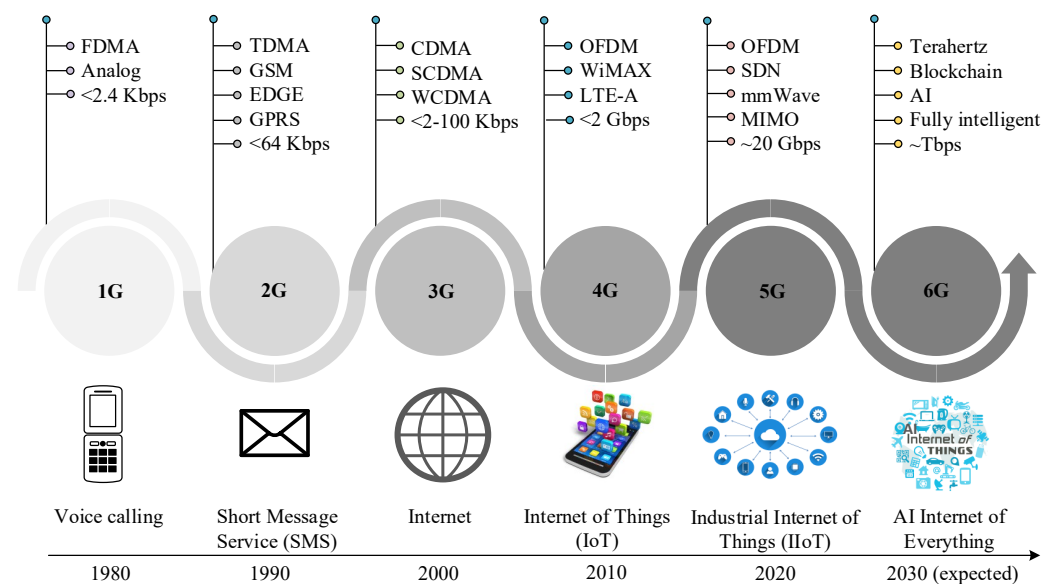 FDMA
Analog
<2.4 Kbps
TDMA
GSM
EDGE
GPRS
<64 Kbps
CDMA
SCDMA
WCDMA
<2-100 Kbps
OFDM
WiMAX
LTE-A
<2 Gbps
OFDM
SDN
mmWave
MIMO
~20 Gbps
Terahertz
Blockchain
AI
Fully intelligent
~Tbps
1G
2G
3G
4G
5G
6G
AI
Internet of
THINGS
Voice calling
Short Message
Service (SMS)
Internet
Internet of Things
(IoT)
Industrial Internet of
Things (IIoT)
AI Internet of
Everything
1980
1990
2000
2010
2020
2030 (expected)